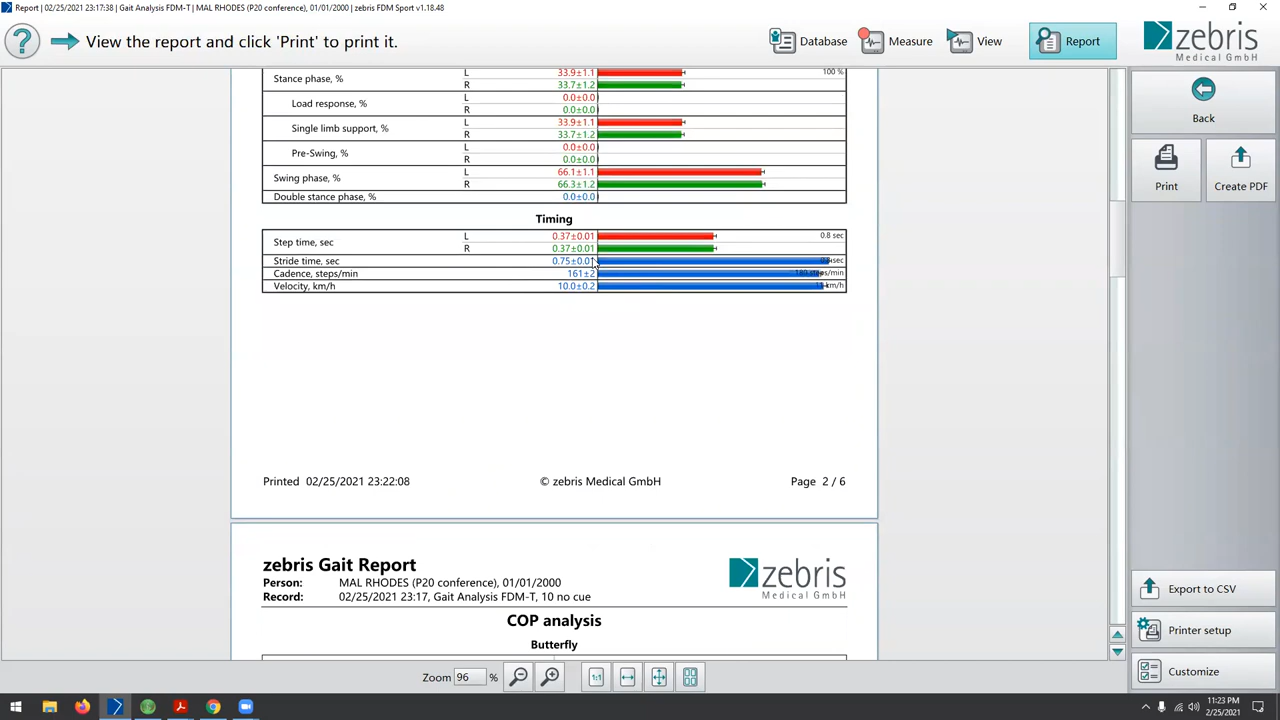 Report | 02/25/2021 23:17:38 | Gait Analysis FDM-T | MAL RHODES (P20 conference), 01/01/2000 | zebris FDM Sport v1.18.48
? View the report and click 'Print' to print it.
Database Measure View Report
zebris
Medical GmbH
Stance phase, % L 33.9±1.1 100 %
R 33.7±1.2
Load response, % L 0.0±0.0
R 0.0±0.0
Single limb support, % L 33.9±1.1
R 33.7±1.2
Pre-Swing, % L 0.0±0.0
R 0.0±0.0
Swing phase, % L 66.1±1.1
R 66.3±1.2
Double stance phase, % 0.0±0.0
Timing
Step time, sec L 0.37±0.01 0.8 sec
R 0.37±0.01
Stride time, sec 0.75±0.01 sec
Cadence, steps/min 161±2 180 steps/min
Velocity, km/h 10.0±0.2 11 km/h
Printed 02/25/2021 23:22:08 © zebris Medical GmbH Page 2 / 6
zebris Gait Report
Person: MAL RHODES (P20 conference), 01/01/2000
Record: 02/25/2021 23:17, Gait Analysis FDM-T, 10 no cue
zebris
Medical GmbH
COP analysis
Butterfly
Back
Print Create PDF
Export to CSV
Printer setup
Customize
Zoom 96 % 1:1
11:23 PM
2/25/2021